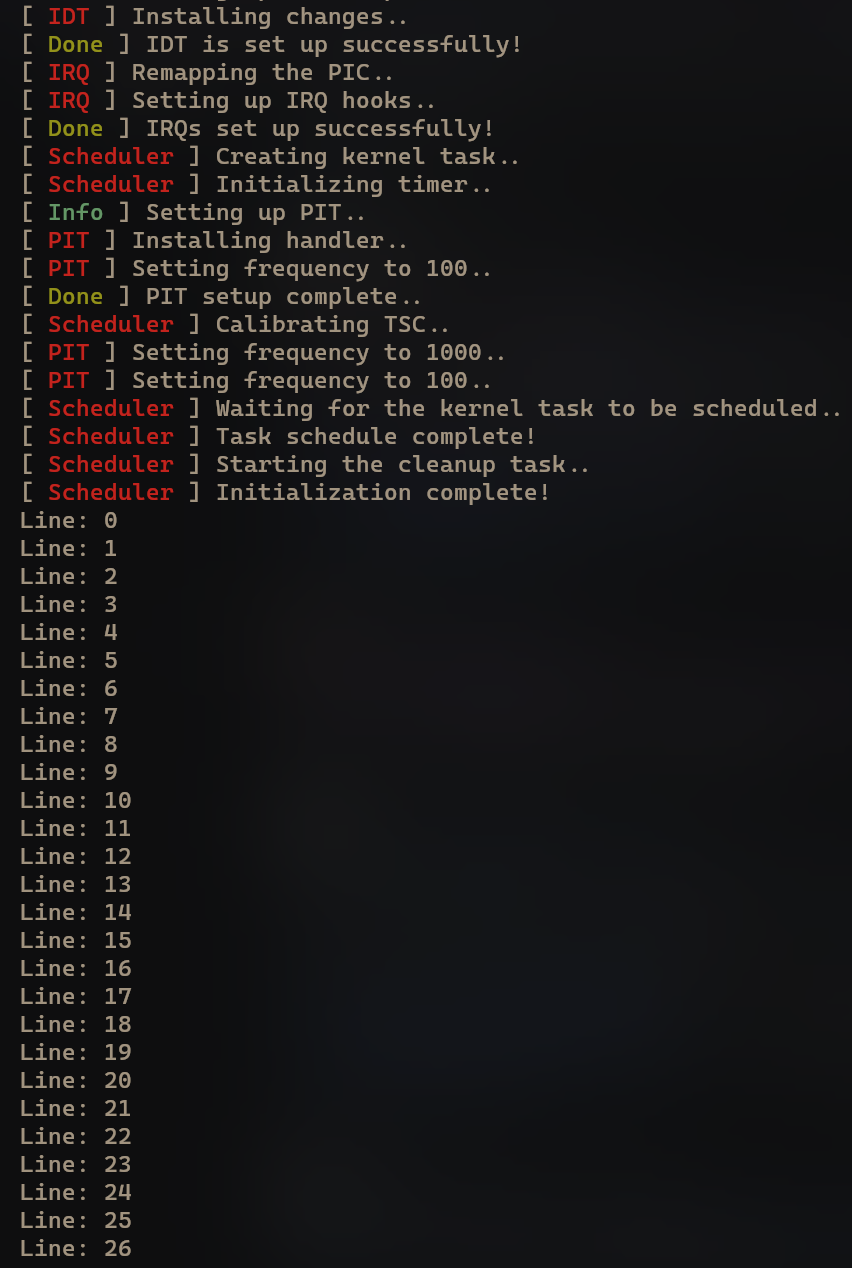 [ IDT ] Installing changes..
[ Done ] IDT is set up successfully!
[ IRQ ] Remapping the PIC..
[ IRQ ] Setting up IRQ hooks..
[ Done ] IRQs set up successfully!
[ Scheduler ] Creating kernel task..
[ Scheduler ] Initializing timer..
[ Info ] Setting up PIT..
[ PIT ] Installing handler..
[ PIT ] Setting frequency to 100..
[ Done ] PIT setup complete..
[ Scheduler ] Calibrating TSC..
[ PIT ] Setting frequency to 1000..
[ PIT ] Setting frequency to 100..
[ Scheduler ] Waiting for the kernel task to be scheduled..
[ Scheduler ] Task schedule complete!
[ Scheduler ] Starting the cleanup task..
[ Scheduler ] Initialization complete!
Line: 0
Line: 1
Line: 2
Line: 3
Line: 4
Line: 5
Line: 6
Line: 7
Line: 8
Line: 9
Line: 10
Line: 11
Line: 12
Line: 13
Line: 14
Line: 15
Line: 16
Line: 17
Line: 18
Line: 19
Line: 20
Line: 21
Line: 22
Line: 23
Line: 24
Line: 25
Line: 26